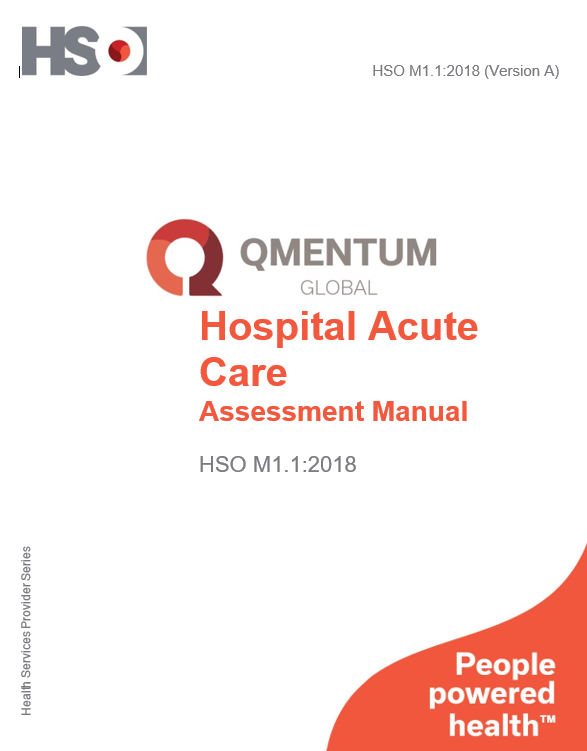 HSO
HSO M1.1:2018 (Version A)
QMENTUM
GLOBAL
Hospital Acute
Care
Assessment Manual
HSO M1.1:2018
Health Services Provider Series
People
powered
health™